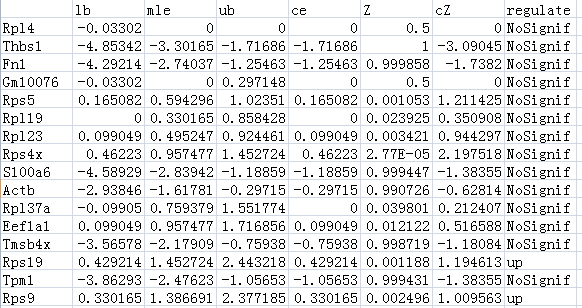 lb mle ub ce Z cZ regulate
Rpl4 -0.03302 0 0 0 0.5 0 NoSignif
Thbs1 -4.85342 -3.30165 -1.71686 -1.71686 1 -3.09045 NoSignif
Fn1 -4.29214 -2.74037 -1.25463 -1.25463 0.999858 -1.7382 NoSignif
Gm10076 -0.03302 0 0.297148 0 0.5 0 NoSignif
Rps5 0.165082 0.594296 1.02351 0.165082 0.001053 1.211425 NoSignif
Rpl19 0 0.330165 0.858428 0 0.023925 0.350908 NoSignif
Rpl23 0.099049 0.495247 0.924461 0.099049 0.003421 0.944297 NoSignif
Rps4x 0.46223 0.957477 1.452724 0.46223 2.77E-05 2.197518 NoSignif
S100a6 -4.58929 -2.83942 -1.18859 -1.18859 0.999447 -1.38355 NoSignif
Actb -2.93846 -1.61781 -0.29715 -0.29715 0.990726 -0.62814 NoSignif
Rpl37a -0.09905 0.759379 1.551774 0 0.039801 0.212407 NoSignif
Eef1a1 0.099049 0.957477 1.716856 0.099049 0.012122 0.516588 NoSignif
Tmsb4x -3.56578 -2.17909 -0.75938 -0.75938 0.998719 -1.18084 NoSignif
Rps19 0.429214 1.452724 2.443218 0.429214 0.001188 1.194613 up
Tpm1 -3.86293 -2.47623 -1.05653 -1.05653 0.999431 -1.38355 NoSignif
Rps9 0.330165 1.386691 2.377185 0.330165 0.002496 1.009563 up